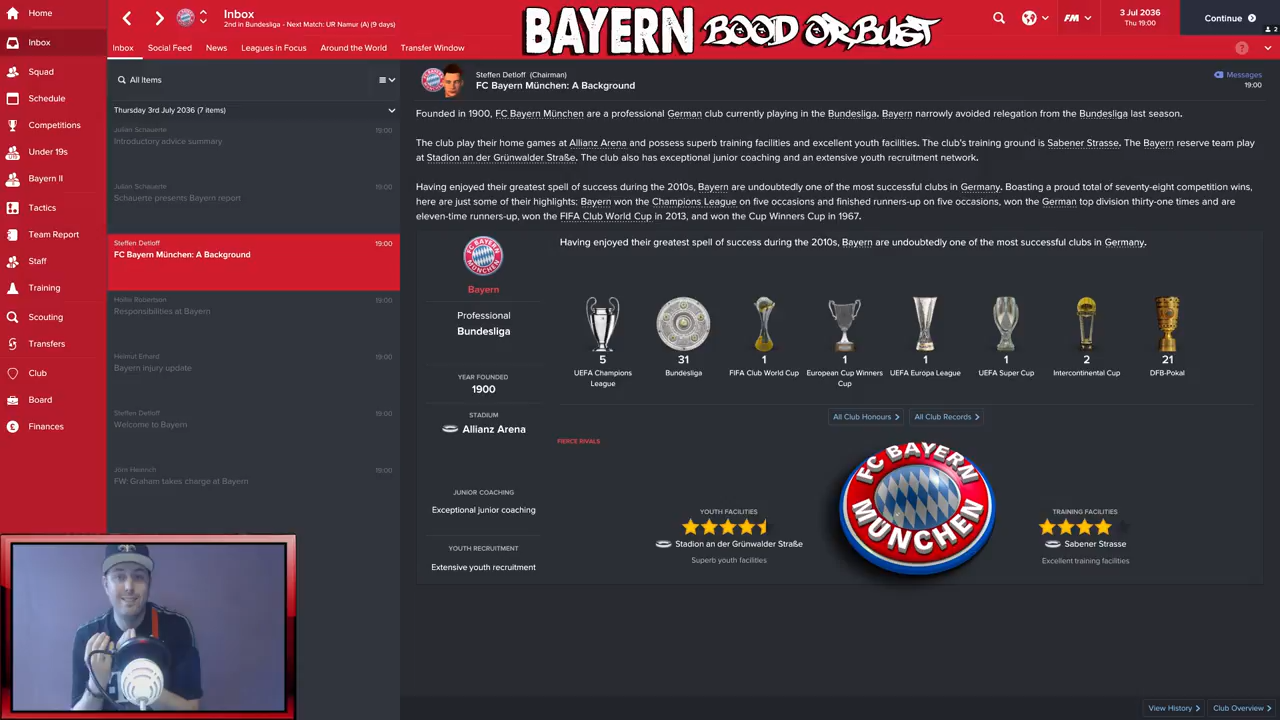 Home
Inbox
Squad
Schedule
Competitions
Under 19s
Bayern II
Tactics
Team Report
Staff
Training
Scouting
Transfers
Club
Board
Finances
Inbox
2nd in Bundesliga - Next Match: UR Namur (A) (9 days)
BAYERN BOOD OR BUST
FM
3 Jul 2036
Thu 19:00
Continue
2
Inbox
Social Feed
News
Leagues in Focus
Around the World
Transfer Window
?
All Items
Thursday 3rd July 2036 (7 items)
Julian Schauerte 19:00
Introductory advice summary
Julian Schauerte 19:00
Schauerte presents Bayern report
Steffen Detloff 19:00
FC Bayern München: A Background
Hollie Robertson 19:00
Responsibilities at Bayern
Helmut Erhard 19:00
Bayern injury update
Steffen Detloff 19:00
Welcome to Bayern
Jörn Heinrich 19:00
FW: Graham takes charge at Bayern
Steffen Detloff (Chairman)
FC Bayern München: A Background
Messages
19:00
Founded in 1900, FC Bayern München are a professional German club currently playing in the Bundesliga. Bayern narrowly avoided relegation from the Bundesliga last season.
The club play their home games at Allianz Arena and possess superb training facilities and excellent youth facilities. The club's training ground is Sabener Strasse. The Bayern reserve team play
at Stadion an der Grünwalder Straße. The club also has exceptional junior coaching and an extensive youth recruitment network.
Having enjoyed their greatest spell of success during the 2010s, Bayern are undoubtedly one of the most successful clubs in Germany. Boasting a proud total of seventy-eight competition wins,
here are just some of their highlights: Bayern won the Champions League on five occasions and finished runners-up on five occasions, won the German top division thirty-one times and are
eleven-time runners-up, won the FIFA Club World Cup in 2013, and won the Cup Winners Cup in 1967.
Bayern
Professional
Bundesliga
YEAR FOUNDED
1900
STADIUM
Allianz Arena
JUNIOR COACHING
Exceptional junior coaching
YOUTH RECRUITMENT
Extensive youth recruitment
Having enjoyed their greatest spell of success during the 2010s, Bayern are undoubtedly one of the most successful clubs in Germany.
5 31 1 1 1 1 2 21
UEFA Champions League
Bundesliga
FIFA Club World Cup
European Cup Winners Cup
UEFA Europa League
UEFA Super Cup
Intercontinental Cup
DFB-Pokal
All Club Honours
All Club Records
FIERCE RIVALS
YOUTH FACILITIES
Stadion an der Grünwalder Straße
Superb youth facilities
FC BAYERN
MÜNCHEN
TRAINING FACILITIES
Sabener Strasse
Excellent training facilities
View History
Club Overview